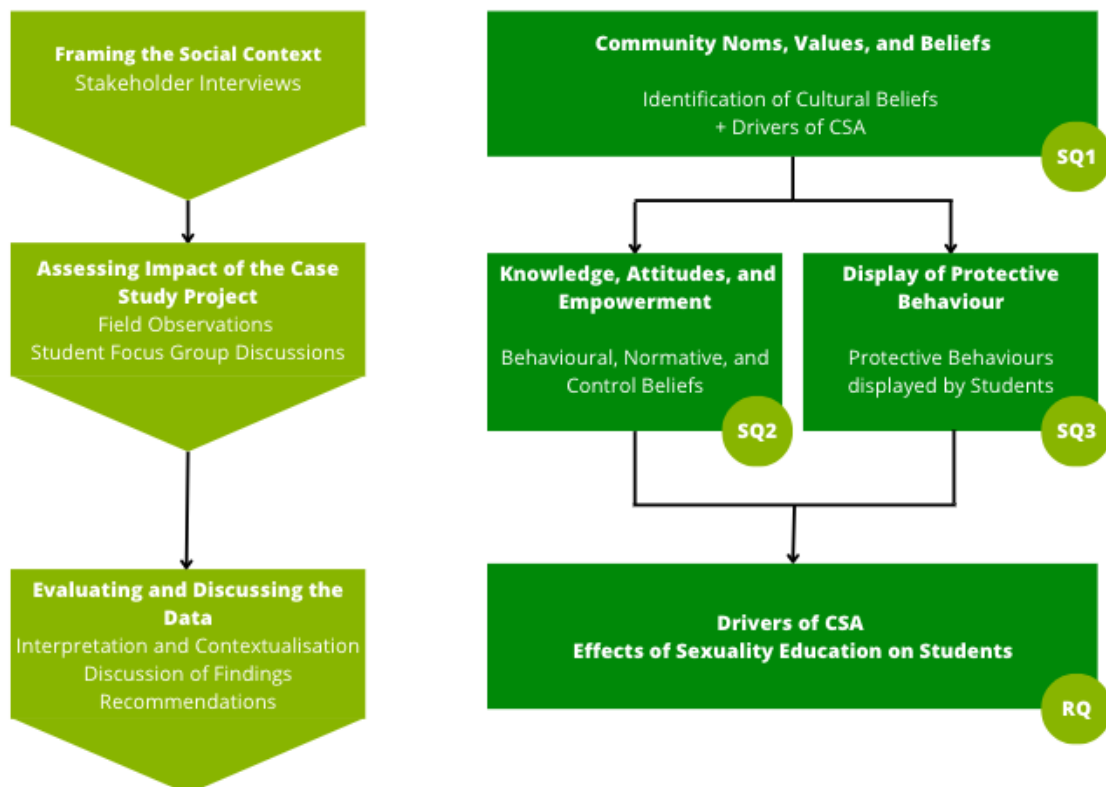 Framing the Social Context
Stakeholder Interviews
Community Noms, Values, and Beliefs
Identification of Cultural Beliefs
+ Drivers of CSA
SQ1
Assessing Impact of the Case
Study Project
Field Observations
Student Focus Group Discussions
Knowledge, Attitudes, and
Empowerment
Behavioural, Normative, and
Control Beliefs
SQ2
Display of Protective
Behaviour
Protective Behaviours
displayed by Students
SQ3
Evaluating and Discussing the
Data
Interpretation and Contextualisation
Discussion of Findings
Recommendations
Drivers of CSA
Effects of Sexuality Education on Students
RQ